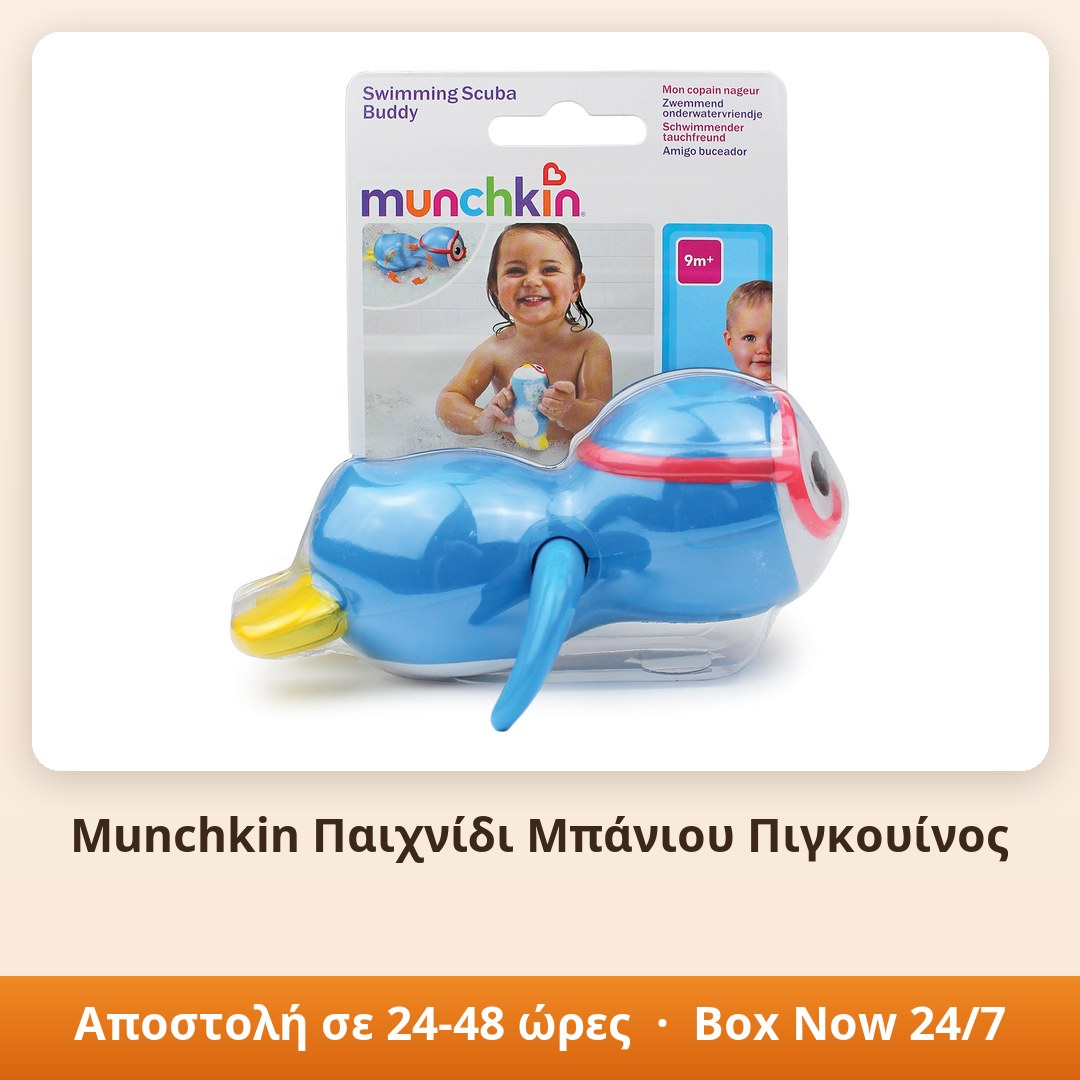 Swimming Scuba
Buddy
Mon copain nageur
Zwemmend
onderwatervriendje
Schwimmender
tauchfreund
Amigo buceador
munchkin
9m+
Munchkin Παιχνίδι Μπάνιου Πιγκουίνος
Αποστολή σε 24-48 ώρες · Box Now 24/7